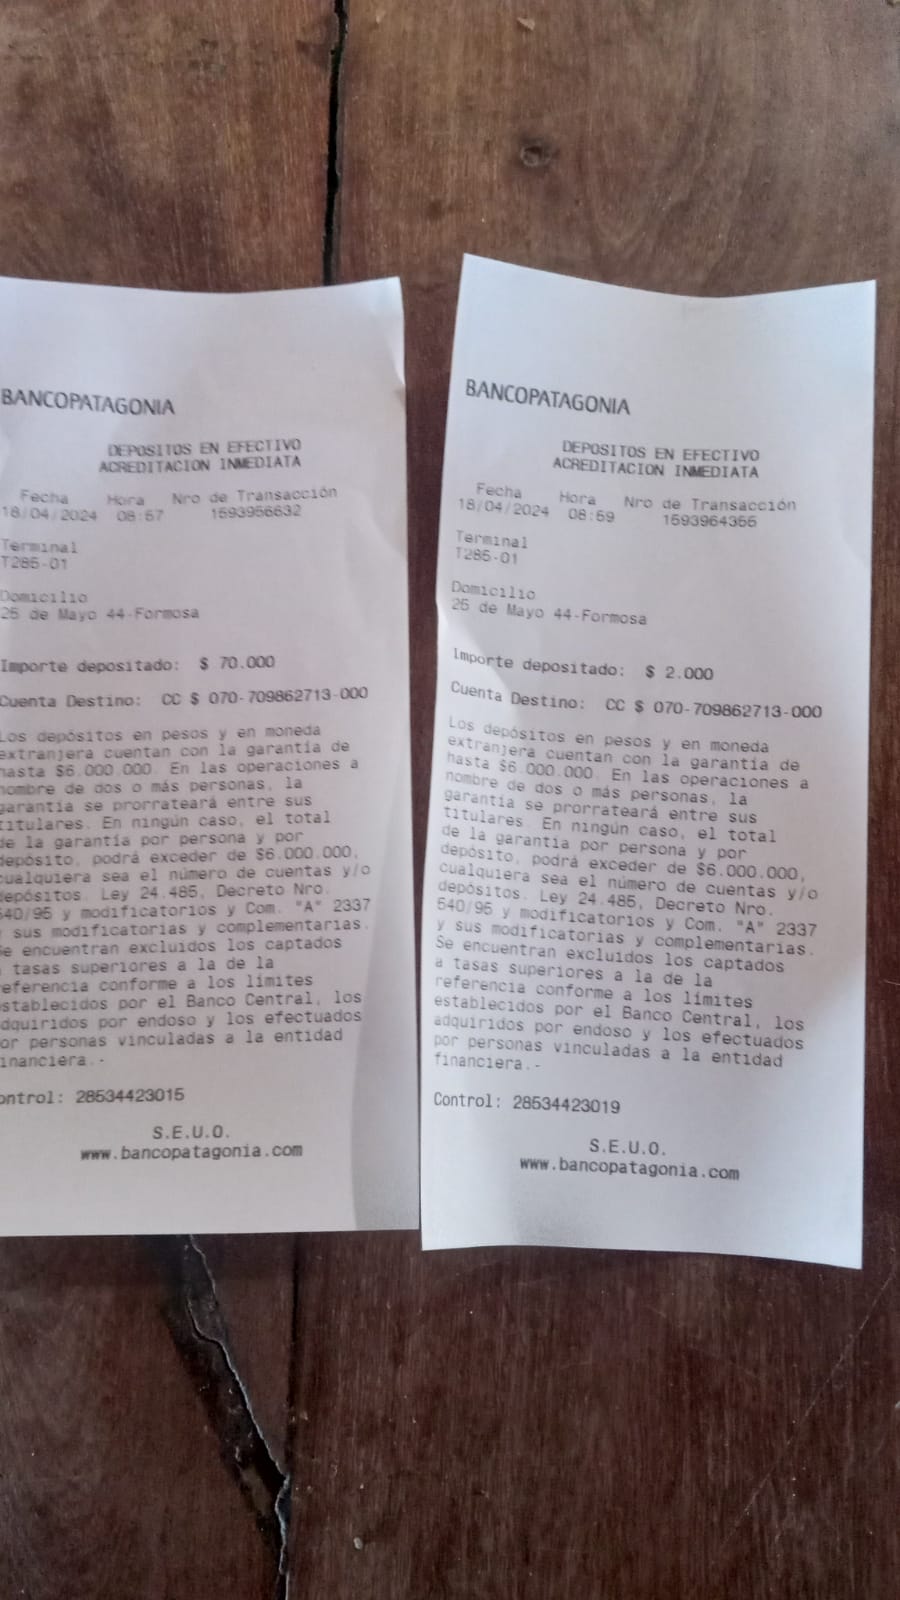 BANCOPATAGONIA
DEPOSITOS EN EFECTIVO
ACREDITACION INMEDIATA
Fecha Hora Nro de Transacción
18/04/2024 08:57 1593956632
Terminal
T285-01
Domicilio
25 de Mayo 44-Formosa
Importe depositado: $ 70.000
Cuenta Destino: CC $ 070-709862713-000
Los depósitos en pesos y en moneda
extranjera cuentan con la garantía de
hasta $6.000.000. En las operaciones a
nombre de dos o más personas, la
garantía se prorrateará entre sus
titulares. En ningún caso, el total
de la garantía por persona y por
depósito, podrá exceder de $6.000.000,
cualquiera sea el número de cuentas y/o
depósitos. Ley 24.485, Decreto Nro.
540/95 y modificatorios y Com. "A" 2337
y sus modificatorias y complementarias.
Se encuentran excluidos los captados
a tasas superiores a la de la
referencia conforme a los límites
establecidos por el Banco Central, los
adquiridos por endoso y los efectuados
por personas vinculadas a la entidad
financiera.-
ontrol: 28534423015
S.E.U.O.
www.bancopatagonia.com
BANCOPATAGONIA
DEPOSITOS EN EFECTIVO
ACREDITACION INMEDIATA
Fecha Hora Nro de Transacción
18/04/2024 08:59 1593964355
Terminal
T285-01
Domicilio
25 de Mayo 44-Formosa
Importe depositado: $ 2.000
Cuenta Destino: CC $ 070-709862713-000
Los depósitos en pesos y en moneda
extranjera cuentan con la garantía de
hasta $6.000.000. En las operaciones a
nombre de dos o más personas, la
garantía se prorrateará entre sus
titulares. En ningún caso, el total
de la garantía por persona y por
depósito, podrá exceder de $6.000.000,
cualquiera sea el número de cuentas y/o
depósitos. Ley 24.485, Decreto Nro.
540/95 y modificatorios y Com. "A" 2337
y sus modificatorias y complementarias.
Se encuentran excluidos los captados
a tasas superiores a la de la
referencia conforme a los límites
establecidos por el Banco Central, los
adquiridos por endoso y los efectuados
por personas vinculadas a la entidad
financiera.-
Control: 28534423019
S.E.U.O.
www.bancopatagonia.com